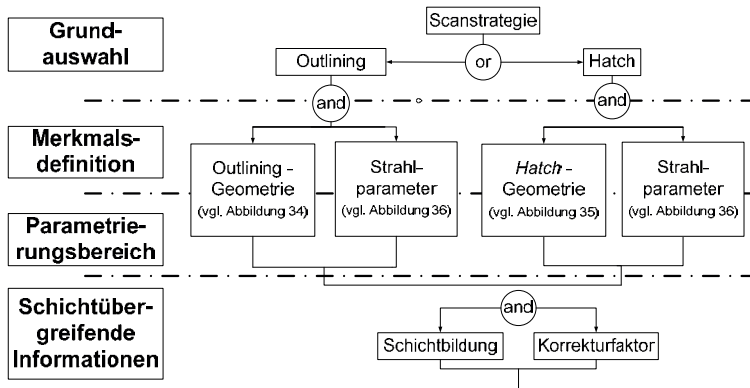 Grund-
auswahl
Scanstrategie
Outlining
or
Hatch
and
and
Merkmals-
definition
Outlining -
Geometrie
(vgl. Abbildung 34)
Strahl-
parameter
(vgl. Abbildung 36)
Hatch -
Geometrie
(vgl. Abbildung 35)
Strahl-
parameter
(vgl. Abbildung 36)
Parametrie-
rungsbereich
Schichtüber-
greifende
Informationen
and
Schichtbildung
Korrekturfaktor